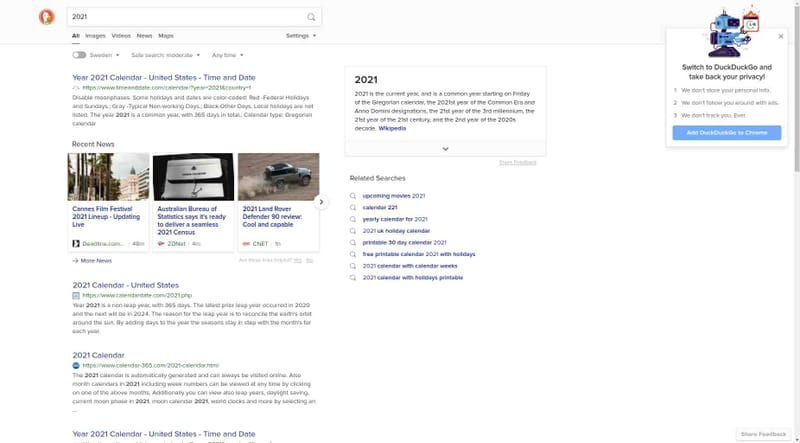 2021
All Images Videos News Maps Settings
Sweden Safe search: moderate Any time
Year 2021 Calendar - United States - Time and Date
https://www.timeanddate.com/calendar/?year=2021&country=1
Disable moonphases. Some holidays and dates are color-coded: Red -Federal Holidays
and Sundays.; Gray -Typical Non-working Days.; Black-Other Days. Local holidays are not
listed. The year 2021 is a common year, with 365 days in total.; Calendar type: Gregorian
calendar
Recent News
Cannes Film Festival
2021 Lineup - Updating
Live
Deadline.com... · 48m
Australian Bureau of
Statistics says it's ready
to deliver a seamless
2021 Census
ZDNet · 4m
2021 Land Rover
Defender 90 review:
Cool and capable
CNET · 1h
More News
Are these links helpful? Yes No
2021 Calendar - United States
https://www.calendardate.com/2021.php
Year 2021 is a non-leap year, with 365 days. The latest prior leap year occurred in 2020
and the next will be in 2024. The reason for the leap year is to reconcile the earth's orbit
around the sun. By adding days to the year the seasons stay in step with the month's for
each year.
2021 Calendar
https://www.calendar-365.com/2021-calendar.html
The 2021 calendar is automatically generated and can always be visited online. Also
month calendars in 2021 including week numbers can be viewed at any time by clicking
on one of the above months. Additionally you can view also leap years, daylight saving,
current moon phase in 2021, moon calendar 2021, world clocks and more by selecting an
...
Year 2021 Calendar - United States - Time and Date
2021
2021 is the current year, and is a common year starting on Friday
of the Gregorian calendar, the 2021st year of the Common Era and
Anno Domini designations, the 21st year of the 3rd millennium, the
21st year of the 21st century, and the 2nd year of the 2020s
decade. Wikipedia
Share Feedback
Related Searches
upcoming movies 2021
calendar 221
yearly calendar for 2021
2021 uk holiday calendar
printable 30 day calendar 2021
free printable calendar 2021 with holidays
2021 calendar with calendar weeks
2021 calendar with holidays printable
Switch to DuckDuckGo and
take back your privacy!
1 We don't store your personal info.
2 We don't follow you around with ads.
3 We don't track you. Ever.
Add DuckDuckGo to Chrome
Share Feedback